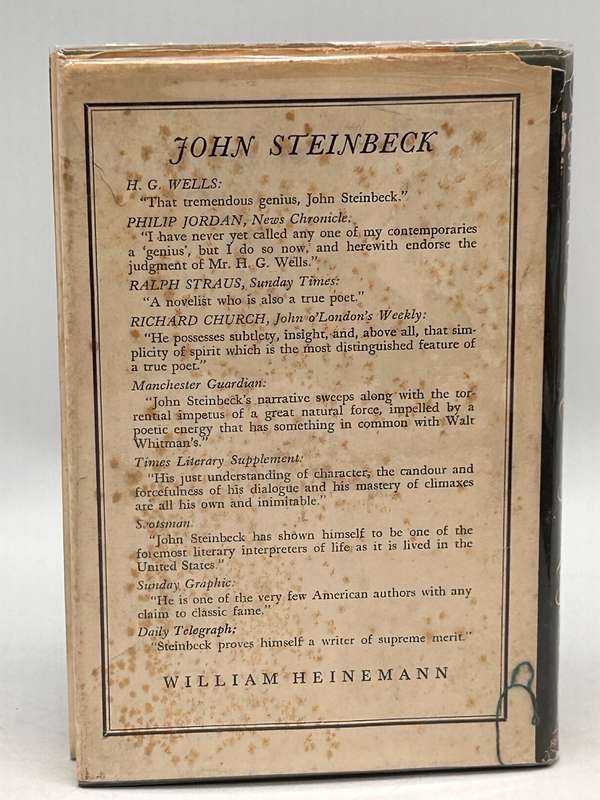 JOHN STEINBECK
H. G. WELLS:
"That tremendous genius, John Steinbeck."
PHILIP JORDAN, News Chronicle:
"I have never yet called any one of my contemporaries
a 'genius', but I do so now, and herewith endorse the
judgment of Mr. H. G. Wells."
RALPH STRAUS, Sunday Times:
"A novelist who is also a true poet."
RICHARD CHURCH, John o'London's Weekly:
"He possesses subtlety, insight, and, above all, that sim-
plicity of spirit which is the most distinguished feature of
a true poet."
Manchester Guardian:
"John Steinbeck's narrative sweeps along with the tor-
rential impetus of a great natural force, impelled by a
poetic energy that has something in common with Walt
Whitman's."
Times Literary Supplement:
"His just understanding of character, the candour and
forcefulness of his dialogue and his mastery of climaxes
are all his own and inimitable."
Scotsman.
"John Steinbeck has shown himself to be one of the
foremost literary interpreters of life as it is lived in the
United States."
Sunday Graphic:
"He is one of the very few American authors with any
claim to classic fame."
Daily Telegraph:
"Steinbeck proves himself a writer of supreme merit."
WILLIAM HEINEMANN